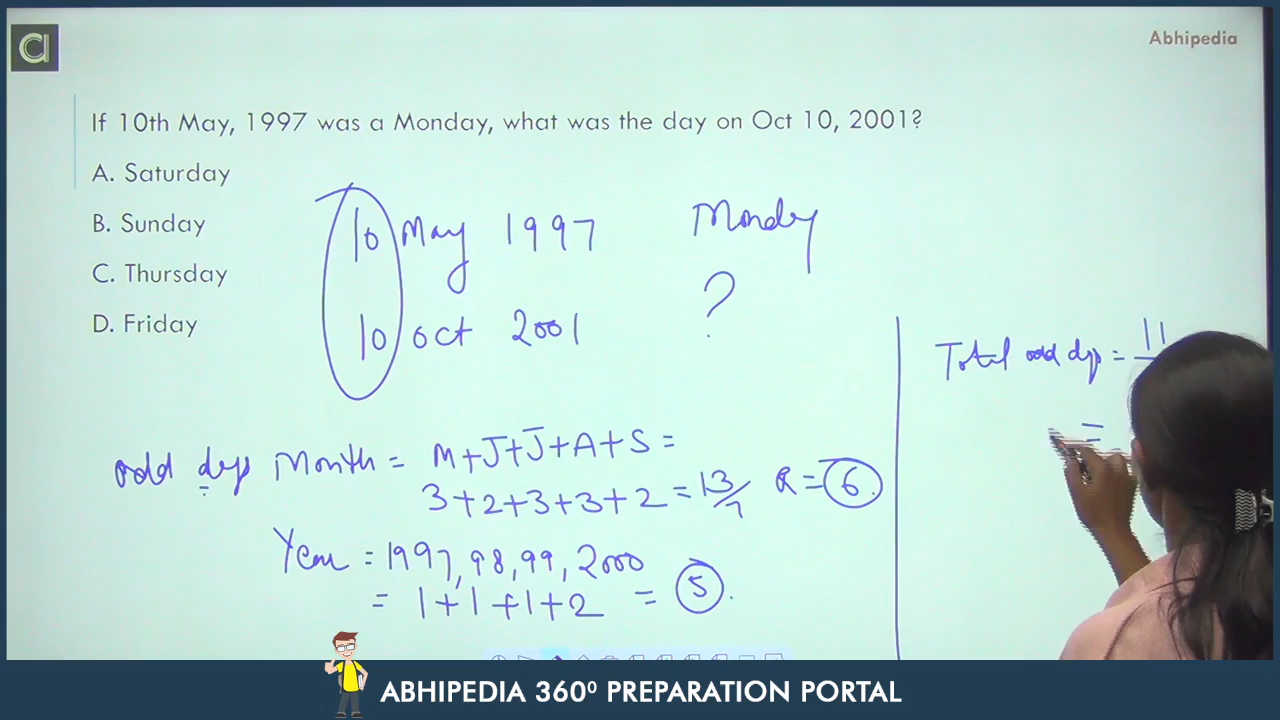 Abhipedia
If 10th May, 1997 was a Monday, what was the day on Oct 10, 2001?
A. Saturday
B. Sunday
C. Thursday
D. Friday
10 May 1997 Monday
10 oct 2001 ?
Total odd dys = 11
=
odd days Month = M+J+J+A+S =
3+2+3+3+2 = 13/7 R = 6
Year = 1997, 98, 99, 2000
= 1+1+1+2 = 5
ABHIPEDIA 360⁰ PREPARATION PORTAL